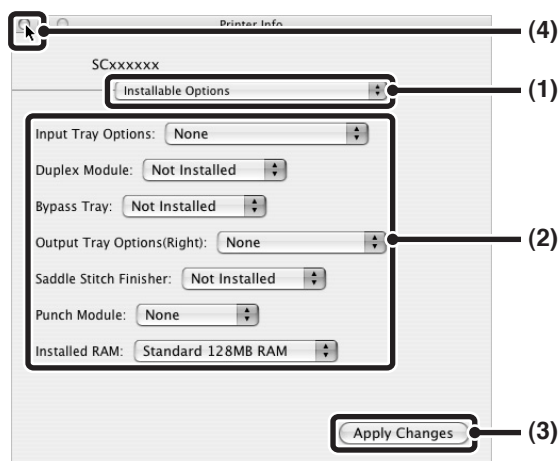 Printer Info
(4)
SCxxxxxx
Installable Options
(1)
Input Tray Options: None
Duplex Module: Not Installed
Bypass Tray: Not Installed
Output Tray Options(Right): None
(2)
Saddle Stitch Finisher: Not Installed
Punch Module: None
Installed RAM: Standard 128MB RAM
Apply Changes
(3)